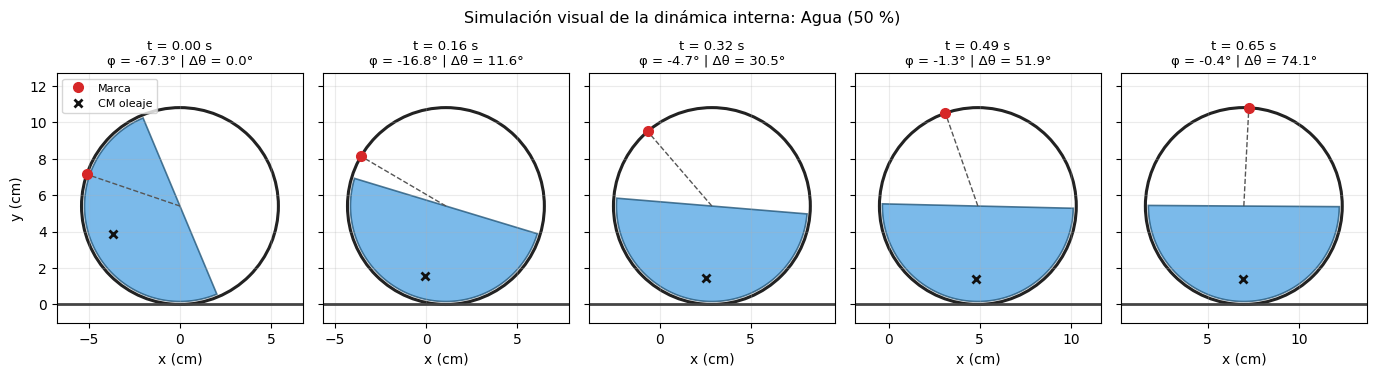 Simulación visual de la dinámica interna: Agua (50 %)
t = 0.00 s
φ = -67.3° | Δθ = 0.0°
t = 0.16 s
φ = -16.8° | Δθ = 11.6°
t = 0.32 s
φ = -4.7° | Δθ = 30.5°
t = 0.49 s
φ = -1.3° | Δθ = 51.9°
t = 0.65 s
φ = -0.4° | Δθ = 74.1°
Marca
CM oleaje
y (cm)
12
10
8
6
4
2
0
−5 0 5
x (cm)
−5 0 5
x (cm)
0 5
x (cm)
0 5 10
x (cm)
5 10
x (cm)